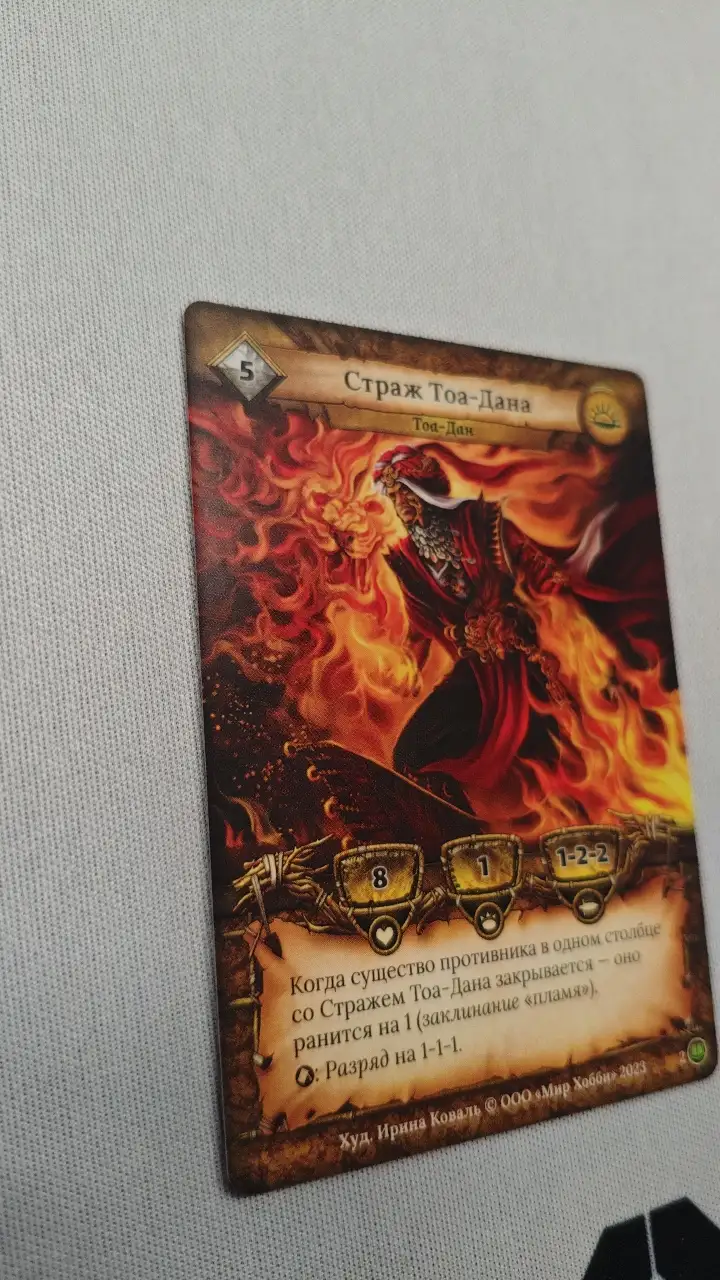 5
Страж Тоа-Дана
Тоа-Дан
8
1
1-2-2
Когда существо противника в одном столбце
со Стражем Тоа-Дана закрывается – оно
ранится на 1 (заклинание «пламя»).
: Разряд на 1-1-1.
Худ. Ирина Коваль © ООО «Мир Хобби» 2023